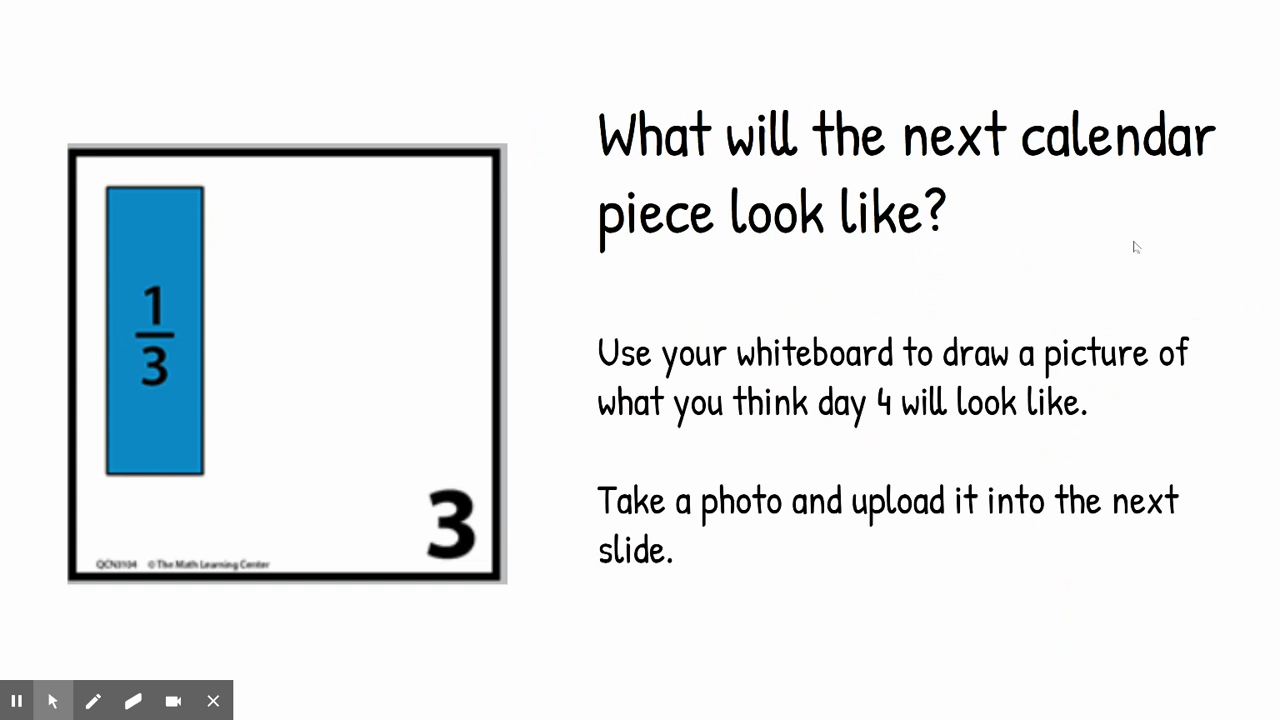 What will the next calendar
piece look like?
1
3
Use your whiteboard to draw a picture of
what you think day 4 will look like.
Take a photo and upload it into the next
slide.
3
QCN3104 ©The Math Learning Center